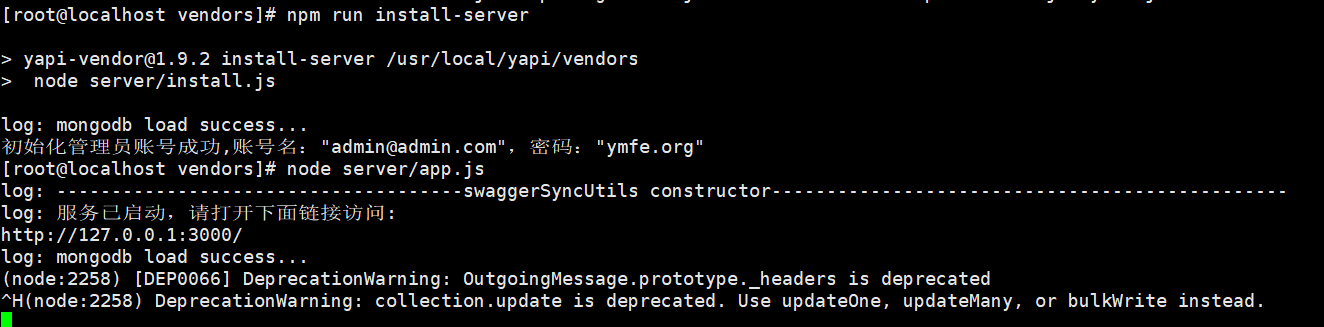 [root@localhost vendors]# npm run install-server
> yapi-vendor@1.9.2 install-server /usr/local/yapi/vendors
>  node server/install.js
log: mongodb load success...
初始化管理员账号成功,账号名："admin@admin.com"，密码："ymfe.org"
[root@localhost vendors]# node server/app.js
log: -------------------------------------swaggerSyncUtils constructor-----------------------------------------------
log: 服务已启动，请打开下面链接访问:
http://127.0.0.1:3000/
log: mongodb load success...
(node:2258) [DEP0066] DeprecationWarning: OutgoingMessage.prototype._headers is deprecated
^H(node:2258) DeprecationWarning: collection.update is deprecated. Use updateOne, updateMany, or bulkWrite instead.